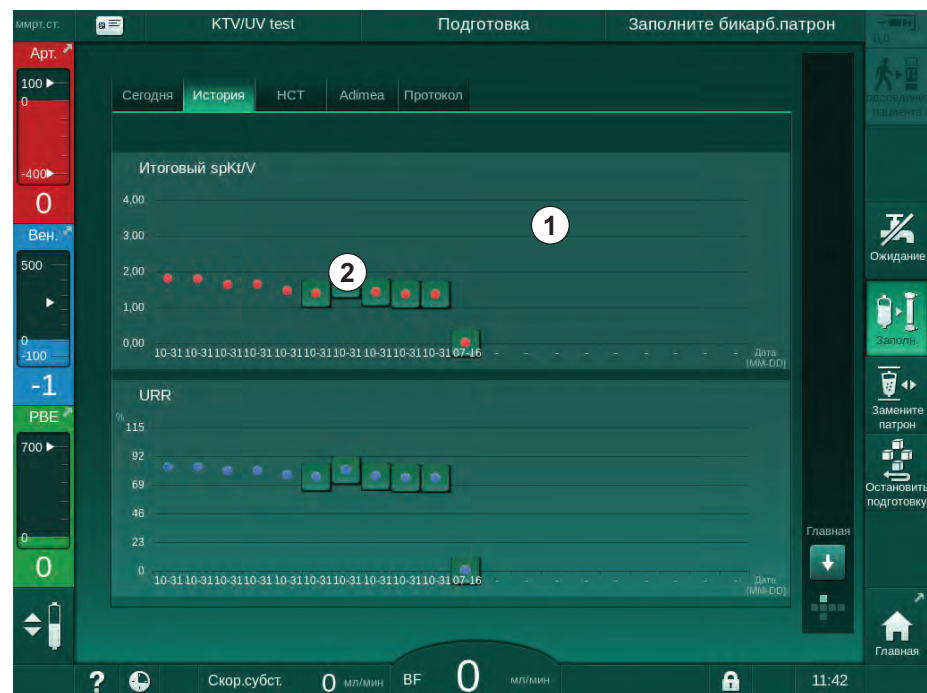 ммрт.ст.
KTV/UV test
Подготовка
Заполните бикарб.патрон
Арт.
100
0
-400
0
Вен.
500
0
-100
-1
PBE
700
0
0
Сегодня
История
HCT
Adimea
Протокол
Итоговый spKt/V
4,00
3,00
2,00
1,00
0,00
10-31 10-31 10-31 10-31 10-31 10-31 10-31 10-31 10-31 10-31 07-16
Дата
(MM-DD)
1
2
URR
%
115
92
69
46
23
0
10-31 10-31 10-31 10-31 10-31 10-31 10-31 10-31 10-31 10-31 07-16
Дата
(MM-DD)
Главная
пациента
Ожидание
Заполн.
Замените
патрон
Остановить
подготовку
Главная
?
Скор.субст.
0 мл/мин
BF
0
мл/мин
11:42